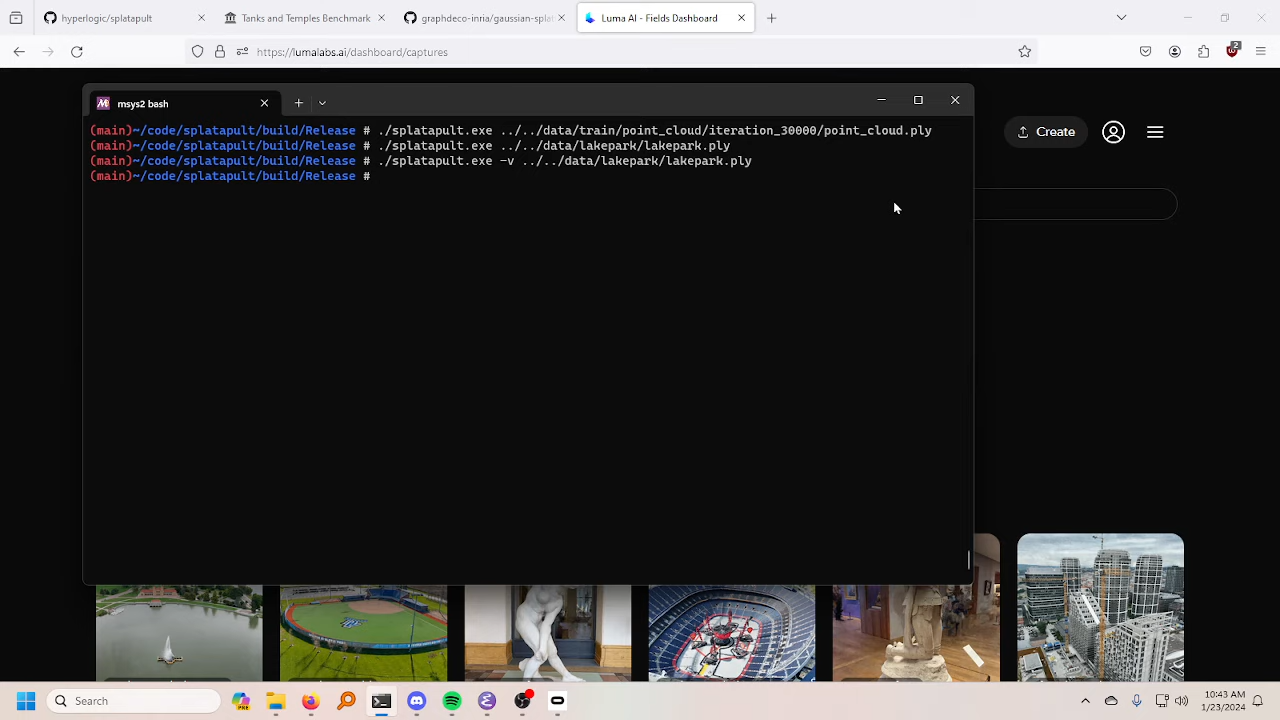 hyperlogic/splatapult
Tanks and Temples Benchmark
graphdeco-inria/gaussian-splat
Luma AI - Fields Dashboard
https://lumalabs.ai/dashboard/captures
2
msys2 bash
Create
(main)~/code/splatapult/build/Release # ./splatapult.exe ../../data/train/point_cloud/iteration_30000/point_cloud.ply
(main)~/code/splatapult/build/Release # ./splatapult.exe ../../data/lakepark/lakepark.ply
(main)~/code/splatapult/build/Release # ./splatapult.exe -v ../../data/lakepark/lakepark.ply
(main)~/code/splatapult/build/Release #
Search
PRE
10:43 AM
1/23/2024